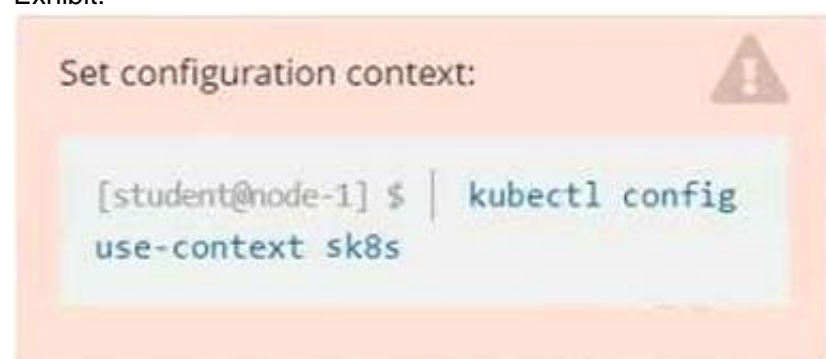 Exhibit:
Set configuration context:
[student@node-1] $ | kubectl config
use-context sk8s